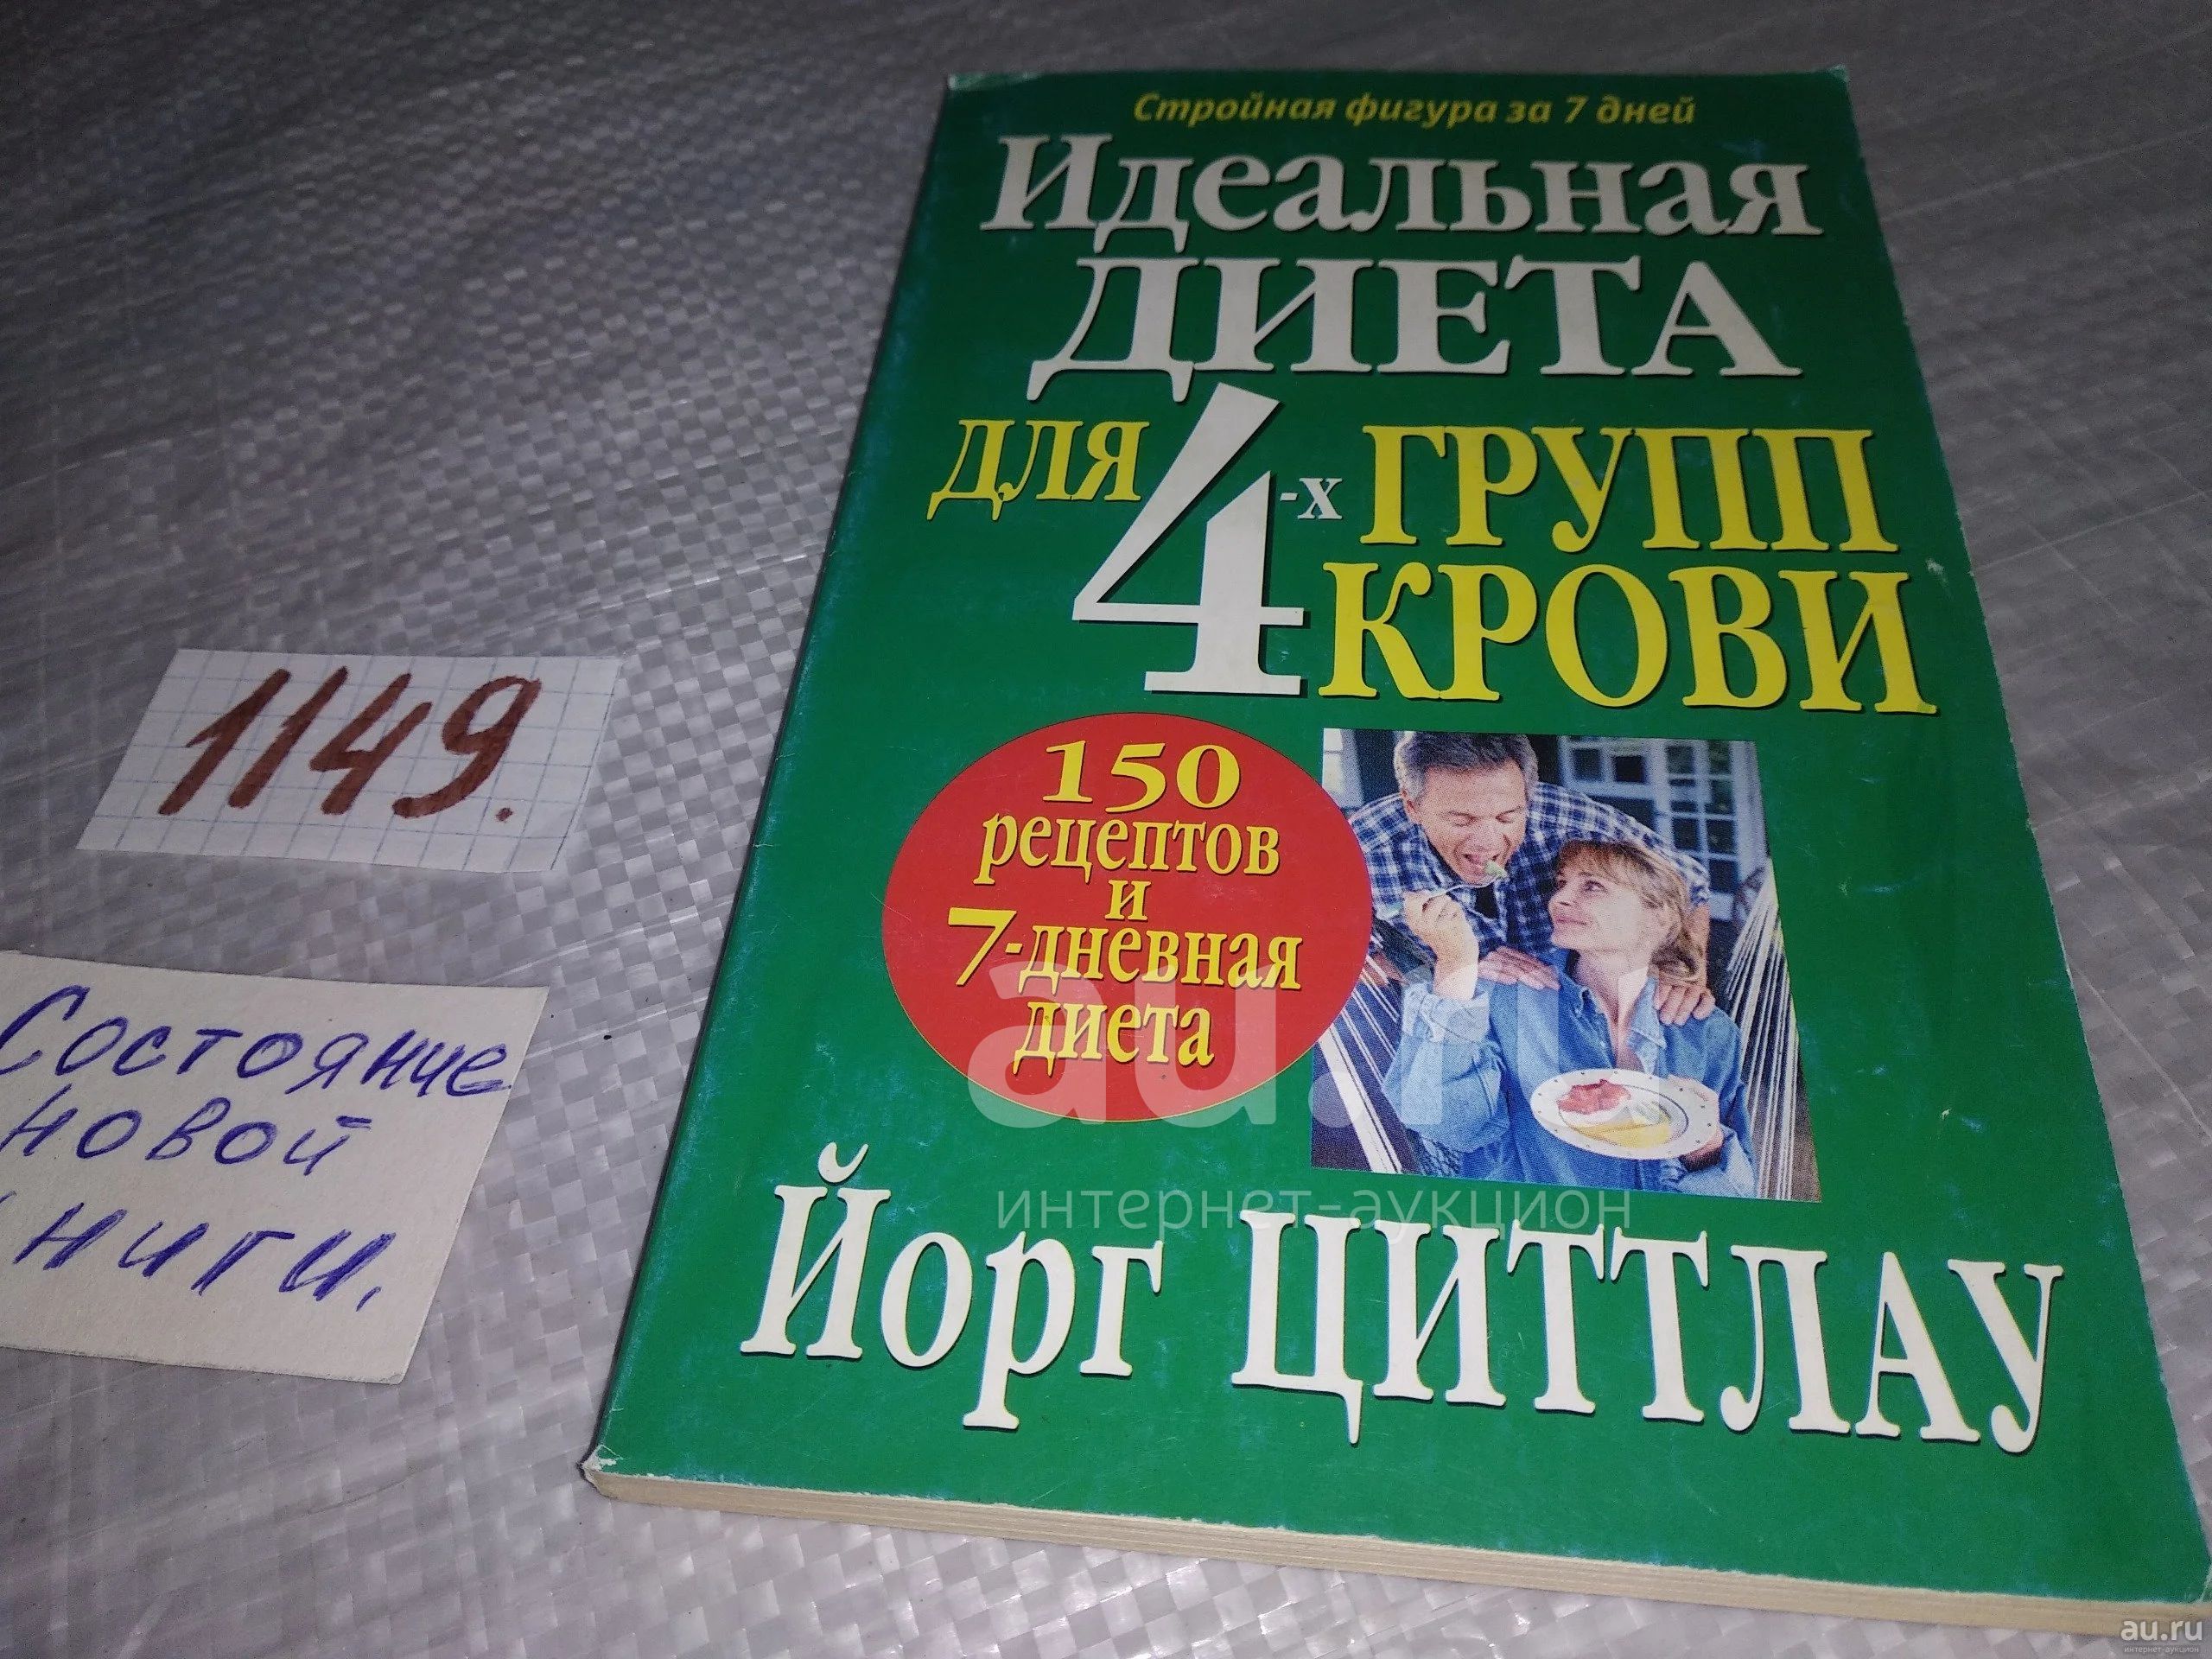 Стройная фигура за 7 дней
Идеальная
ДИЕТА
для 4-х ГРУПП
КРОВИ
150
рецептов
и
7-дневная
диета
Йорг ЦИТТЛАУ
1149.
Состояние
новой
книги.
au.ru
интернет-аукцион
au.ru
интернет-аукцион